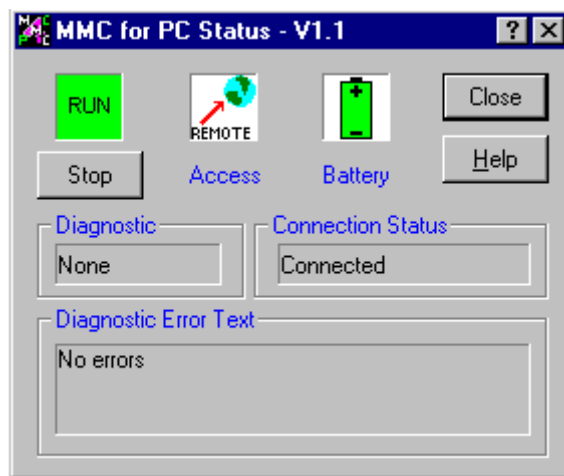 MMC for PC Status - V1.1
RUN
REMOTE
Close
Stop
Access
Battery
Help
Diagnostic
None
Connection Status
Connected
Diagnostic Error Text
No errors